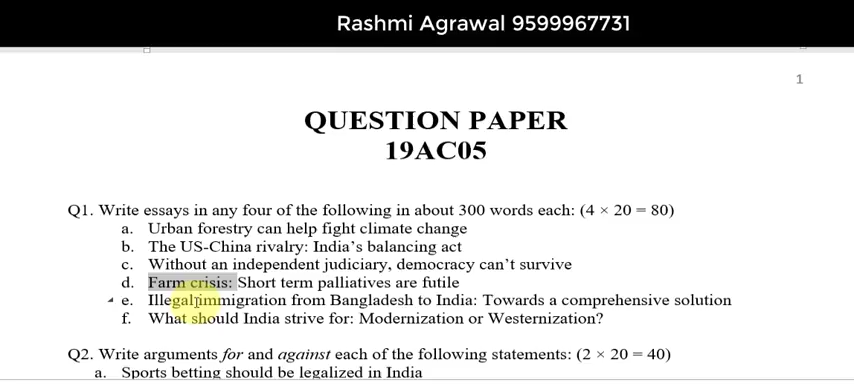 Rashmi Agrawal 9599967731
1
QUESTION PAPER
19AC05
Q1. Write essays in any four of the following in about 300 words each: (4 × 20 = 80)
a. Urban forestry can help fight climate change
b. The US-China rivalry: India's balancing act
c. Without an independent judiciary, democracy can't survive
d. Farm crisis: Short term palliatives are futile
e. Illegal immigration from Bangladesh to India: Towards a comprehensive solution
f. What should India strive for: Modernization or Westernization?
Q2. Write arguments for and against each of the following statements: (2 × 20 = 40)
a. Sports betting should be legalized in India